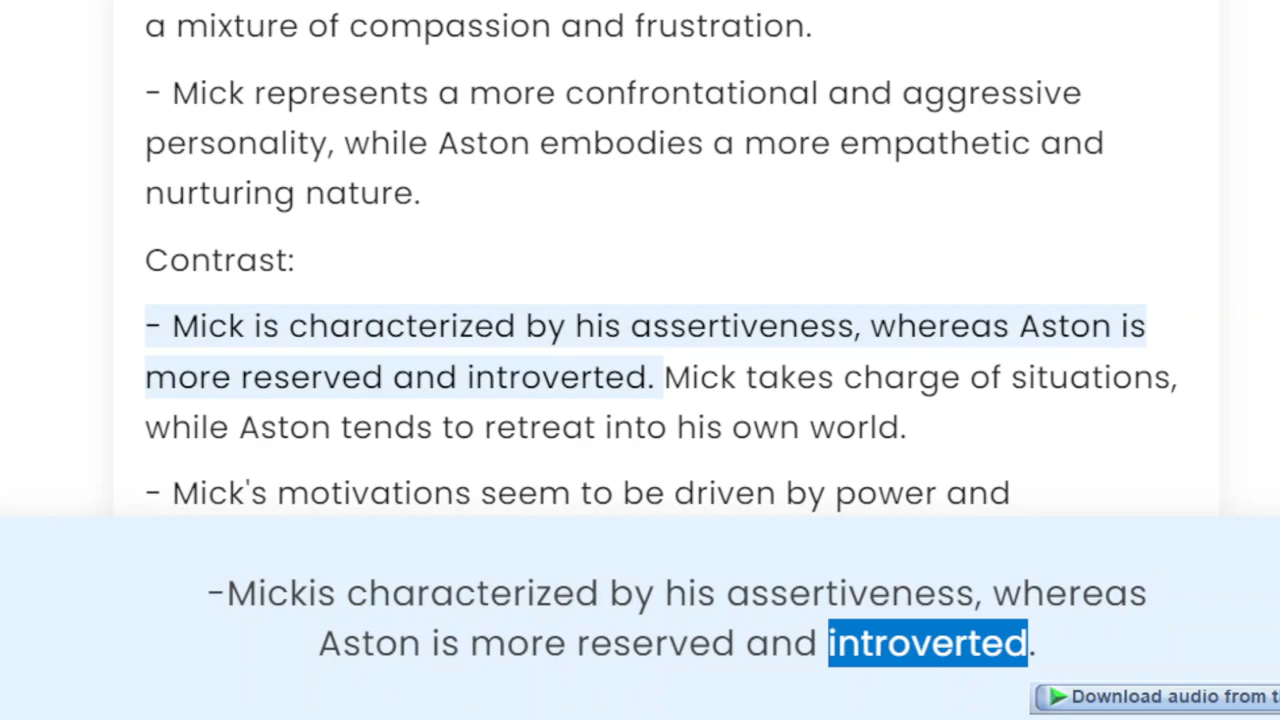 a mixture of compassion and frustration.
- Mick represents a more confrontational and aggressive
personality, while Aston embodies a more empathetic and
nurturing nature.
Contrast:
- Mick is characterized by his assertiveness, whereas Aston is
more reserved and introverted. Mick takes charge of situations,
while Aston tends to retreat into his own world.
- Mick's motivations seem to be driven by power and
-Mickis characterized by his assertiveness, whereas
Aston is more reserved and introverted.
Download audio from